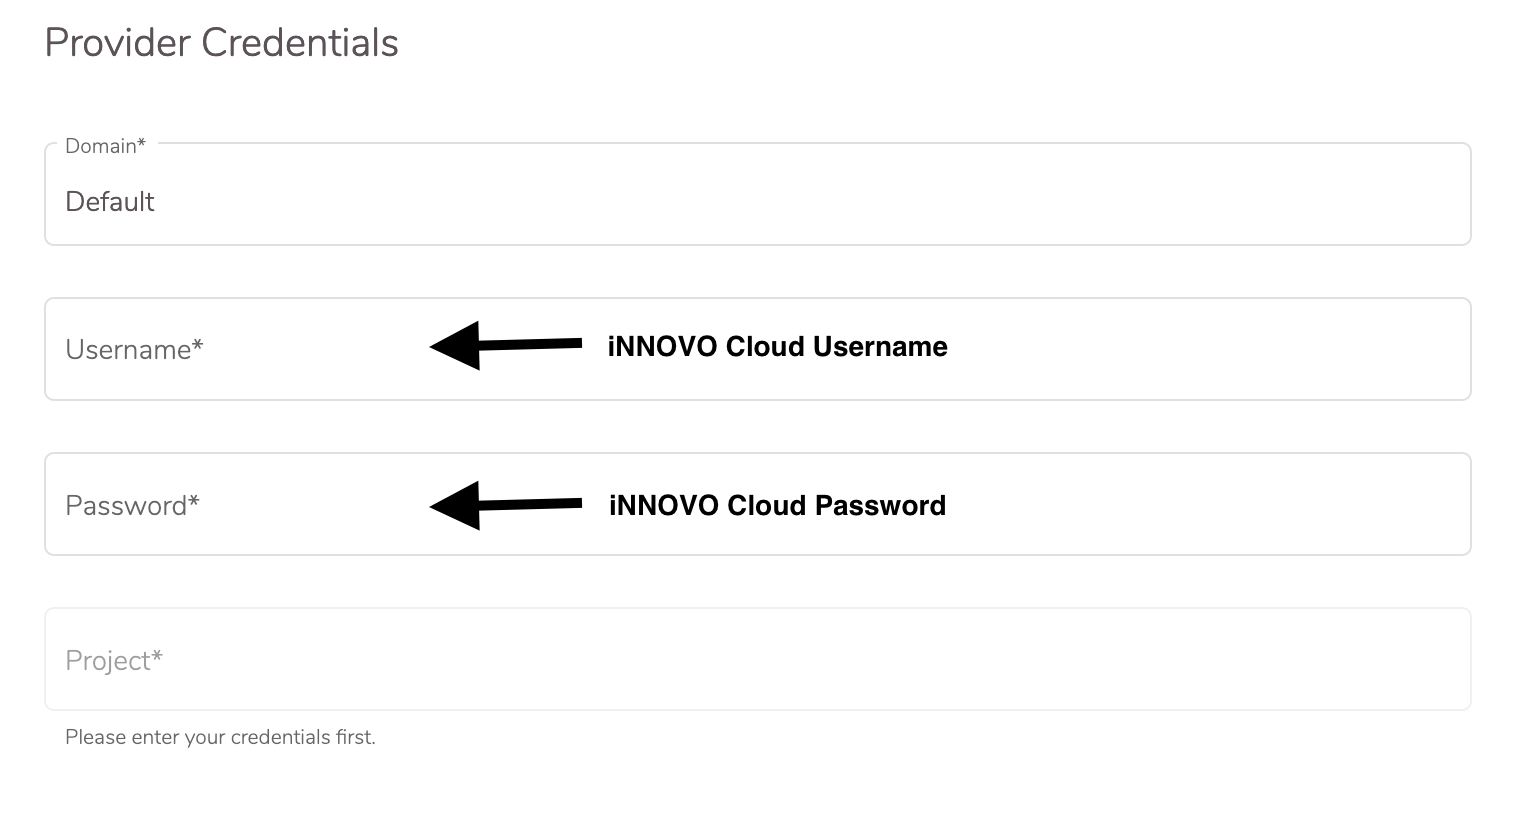 Provider Credentials
Domain*
Default
Username*
iNNOVO Cloud Username
Password*
iNNOVO Cloud Password
Project*
Please enter your credentials first.